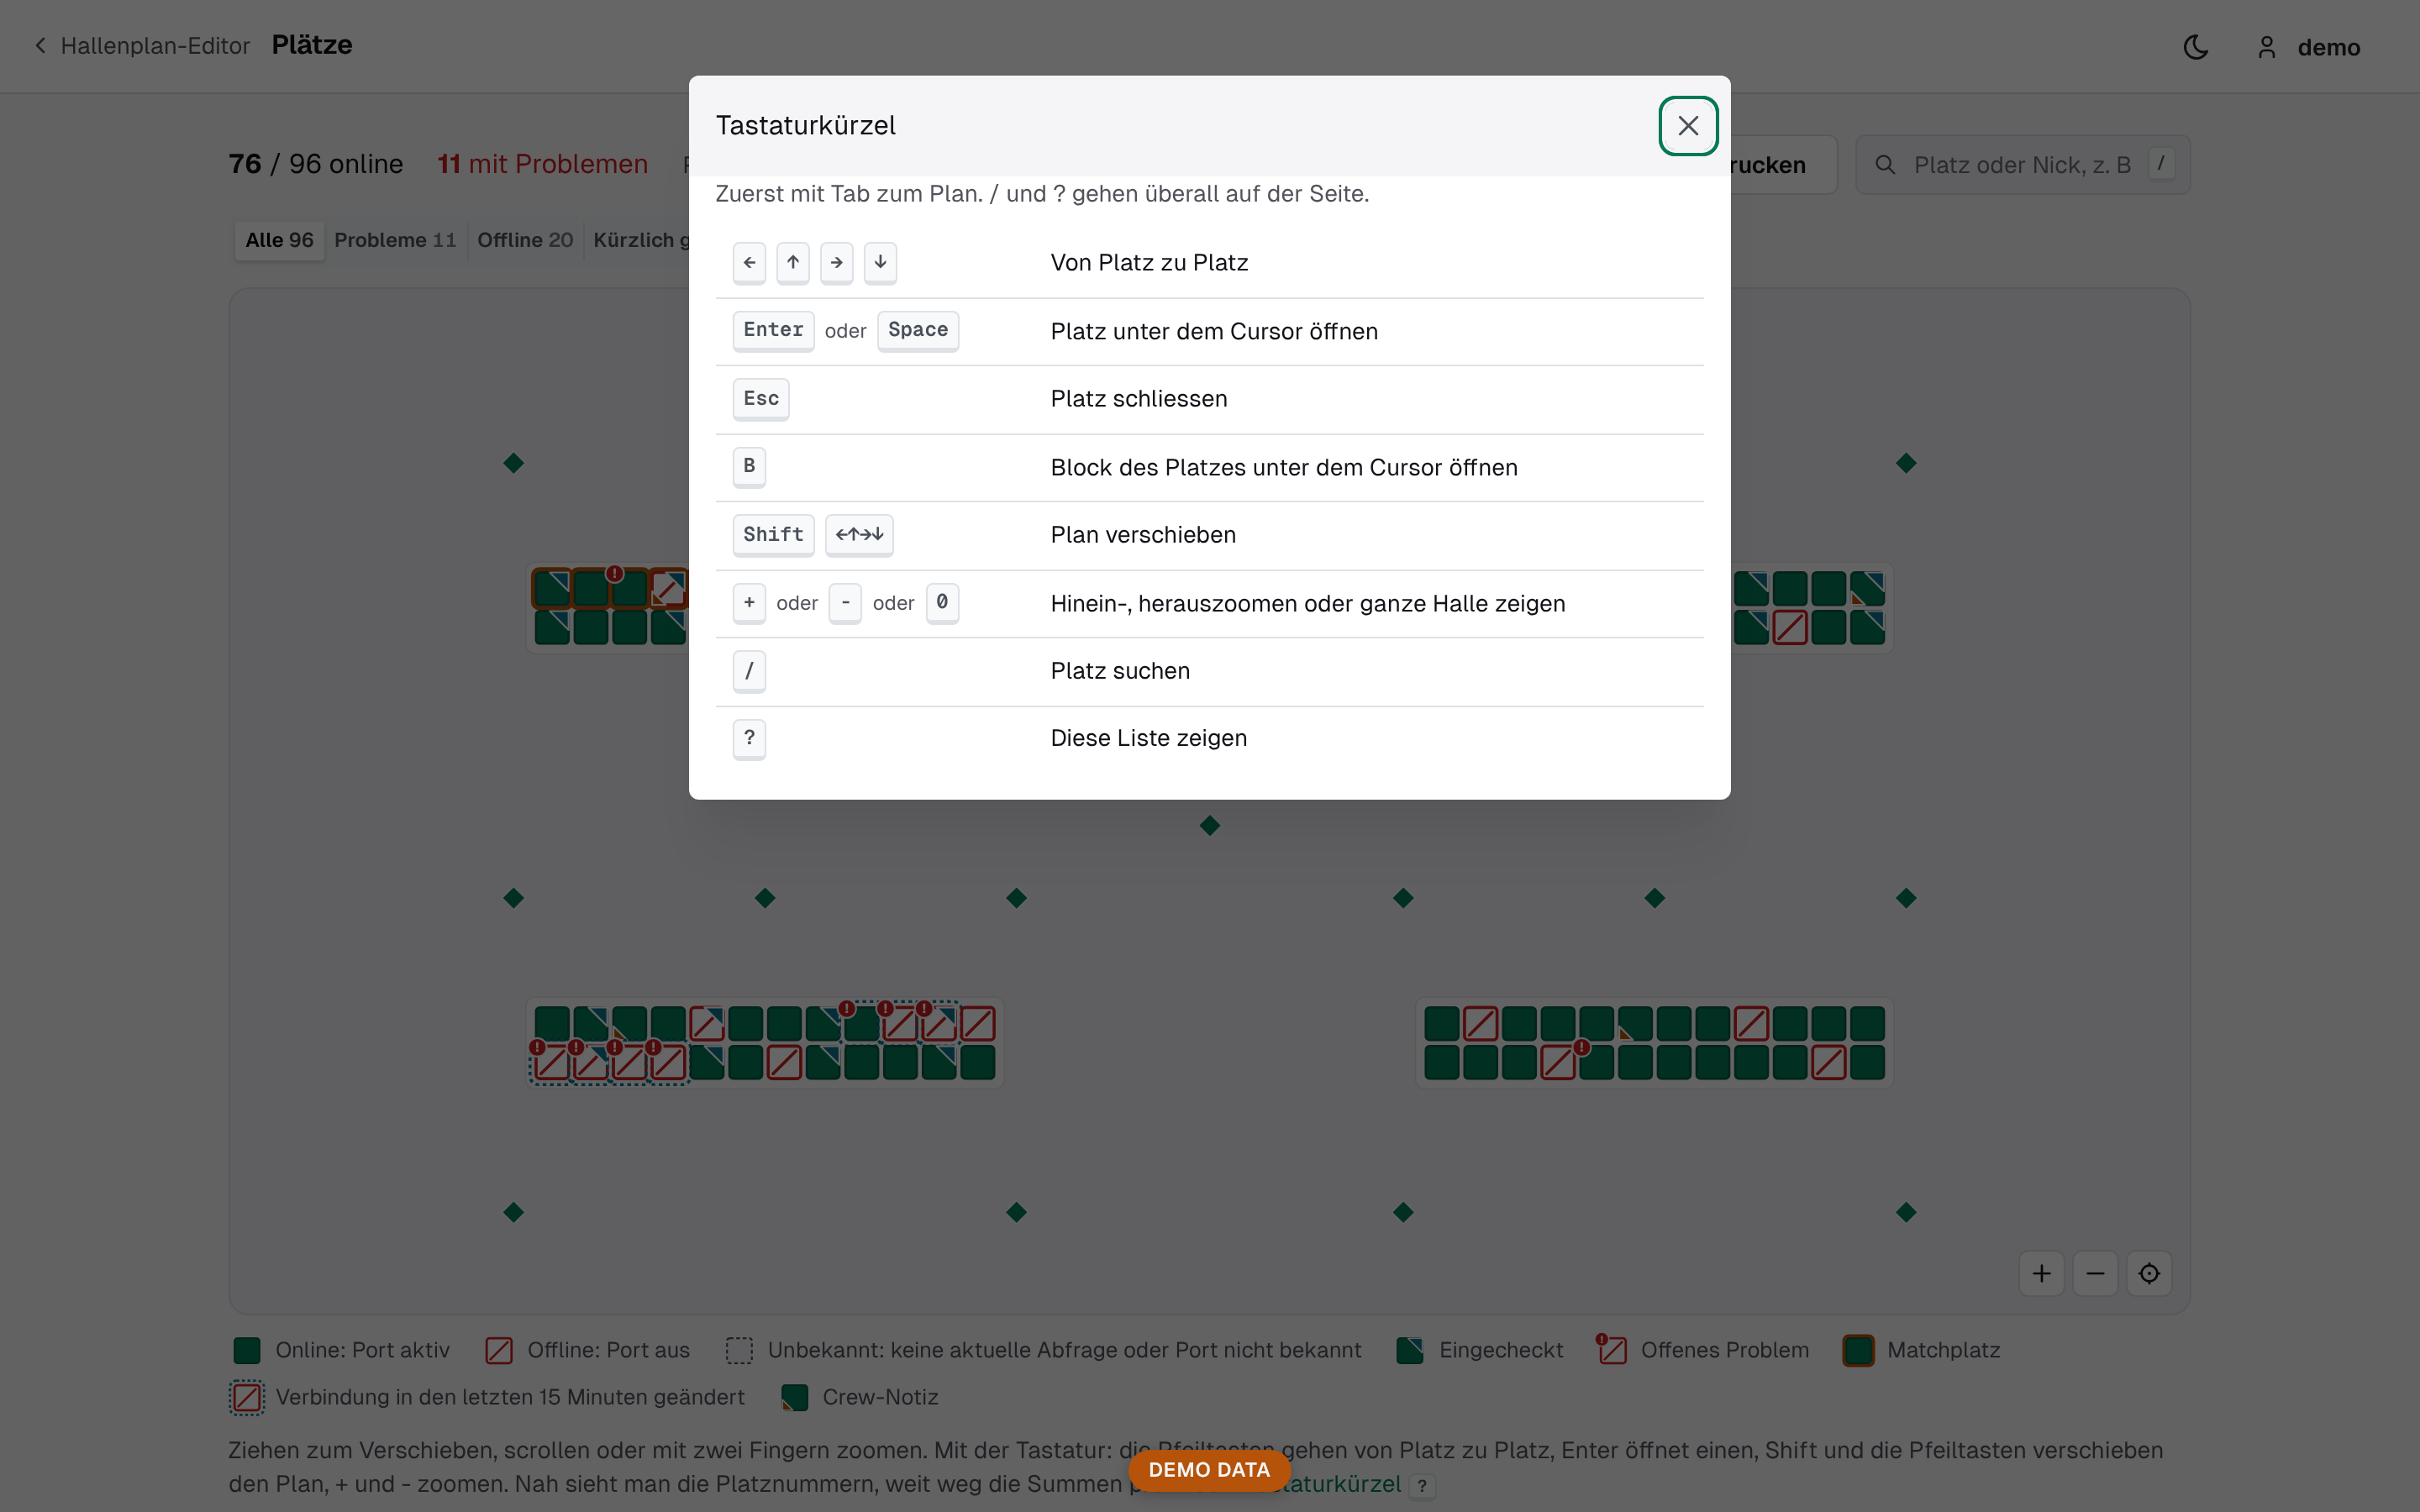 Hallenplan-Editor Plätze
demo
76 / 96 online 11 mit Problemen
Platz oder Nick, z. B /
Alle 96 Probleme 11 Offline 20 Kürzlich
Tastaturkürzel
Zuerst mit Tab zum Plan. / und ? gehen überall auf der Seite.
← ↑ → ↓ Von Platz zu Platz
Enter oder Space Platz unter dem Cursor öffnen
Esc Platz schliessen
B Block des Platzes unter dem Cursor öffnen
Shift ←↑→↓ Plan verschieben
+ oder - oder 0 Hinein-, herauszoomen oder ganze Halle zeigen
/ Platz suchen
? Diese Liste zeigen
Online: Port aktiv Offline: Port aus Unbekannt: keine aktuelle Abfrage oder Port nicht bekannt Eingecheckt Offenes Problem Matchplatz
Verbindung in den letzten 15 Minuten geändert Crew-Notiz
Ziehen zum Verschieben, scrollen oder mit zwei Fingern zoomen. Mit der Tastatur: die Pfeiltasten gehen von Platz zu Platz, Enter öffnet einen, Shift und die Pfeiltasten verschieben
den Plan, + und - zoomen. Nah sieht man die Platznummern, weit weg die Summen ?
DEMO DATA